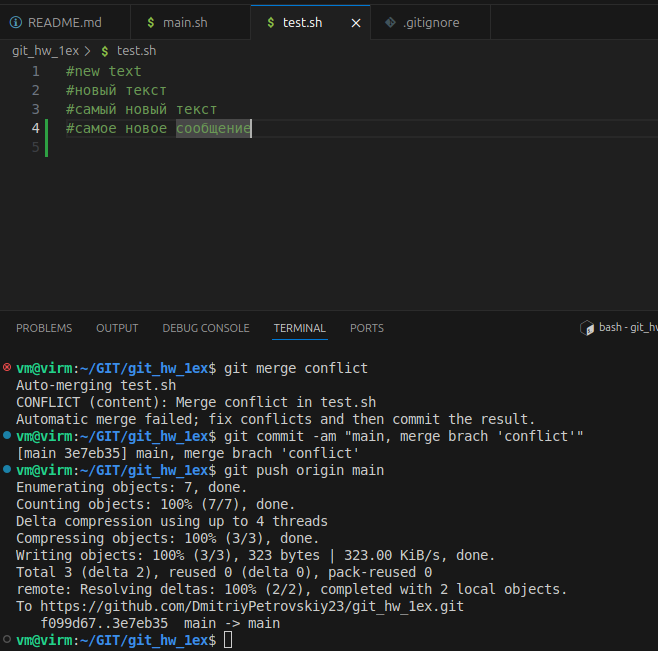 README.md $ main.sh $ test.sh × .gitignore
git_hw_1ex > $ test.sh
1 #new text
2 #новый текст
3 #самый новый текст
4 #самое новое сообщение
5
PROBLEMS OUTPUT DEBUG CONSOLE TERMINAL PORTS bash - git_hw
vm@virm:~/GIT/git_hw_1ex$ git merge conflict
Auto-merging test.sh
CONFLICT (content): Merge conflict in test.sh
Automatic merge failed; fix conflicts and then commit the result.
vm@virm:~/GIT/git_hw_1ex$ git commit -am "main, merge brach 'conflict'"
[main 3e7eb35] main, merge brach 'conflict'
vm@virm:~/GIT/git_hw_1ex$ git push origin main
Enumerating objects: 7, done.
Counting objects: 100% (7/7), done.
Delta compression using up to 4 threads
Compressing objects: 100% (3/3), done.
Writing objects: 100% (3/3), 323 bytes | 323.00 KiB/s, done.
Total 3 (delta 2), reused 0 (delta 0), pack-reused 0
remote: Resolving deltas: 100% (2/2), completed with 2 local objects.
To https://github.com/DmitriyPetrovskiy23/git_hw_1ex.git
f099d67..3e7eb35 main -> main
vm@virm:~/GIT/git_hw_1ex$